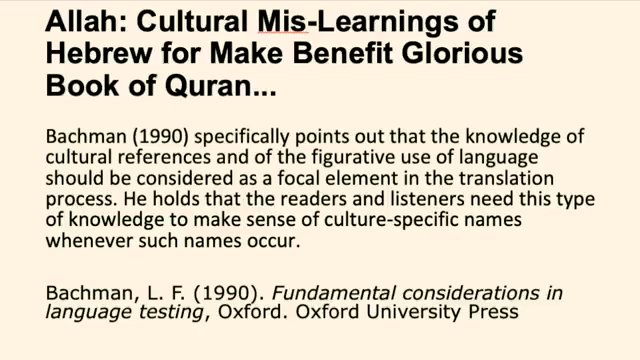 Allah: Cultural Mis-Learnings of
Hebrew for Make Benefit Glorious
Book of Quran...
Bachman (1990) specifically points out that the knowledge of
cultural references and of the figurative use of language
should be considered as a focal element in the translation
process. He holds that the readers and listeners need this type
of knowledge to make sense of culture-specific names
whenever such names occur.
Bachman, L. F. (1990). Fundamental considerations in
language testing, Oxford. Oxford University Press